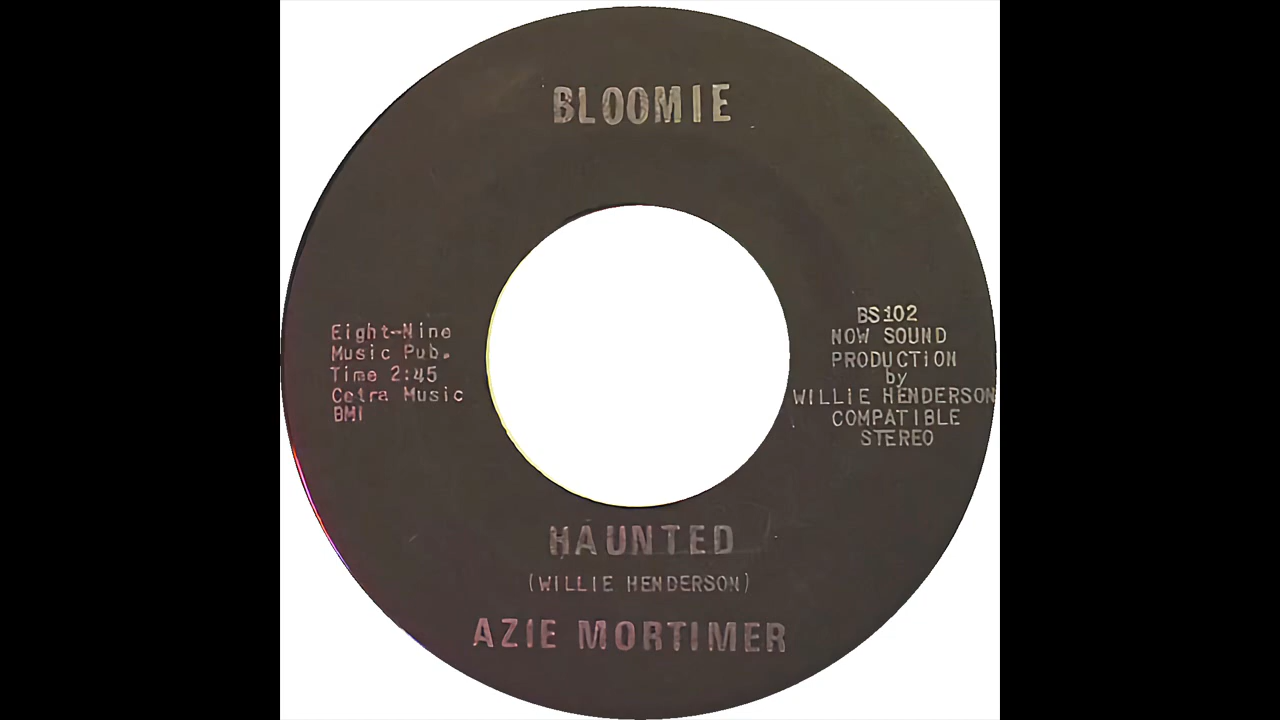 BLOOMIE
Eight-Nine
Music Pub.
Time 2:45
Cetra Music
BMI
BS102
NOW SOUND
PRODUCTION
by
WILLIE HENDERSON
COMPATIBLE
STEREO
HAUNTED
(WILLIE HENDERSON)
AZIE MORTIMER